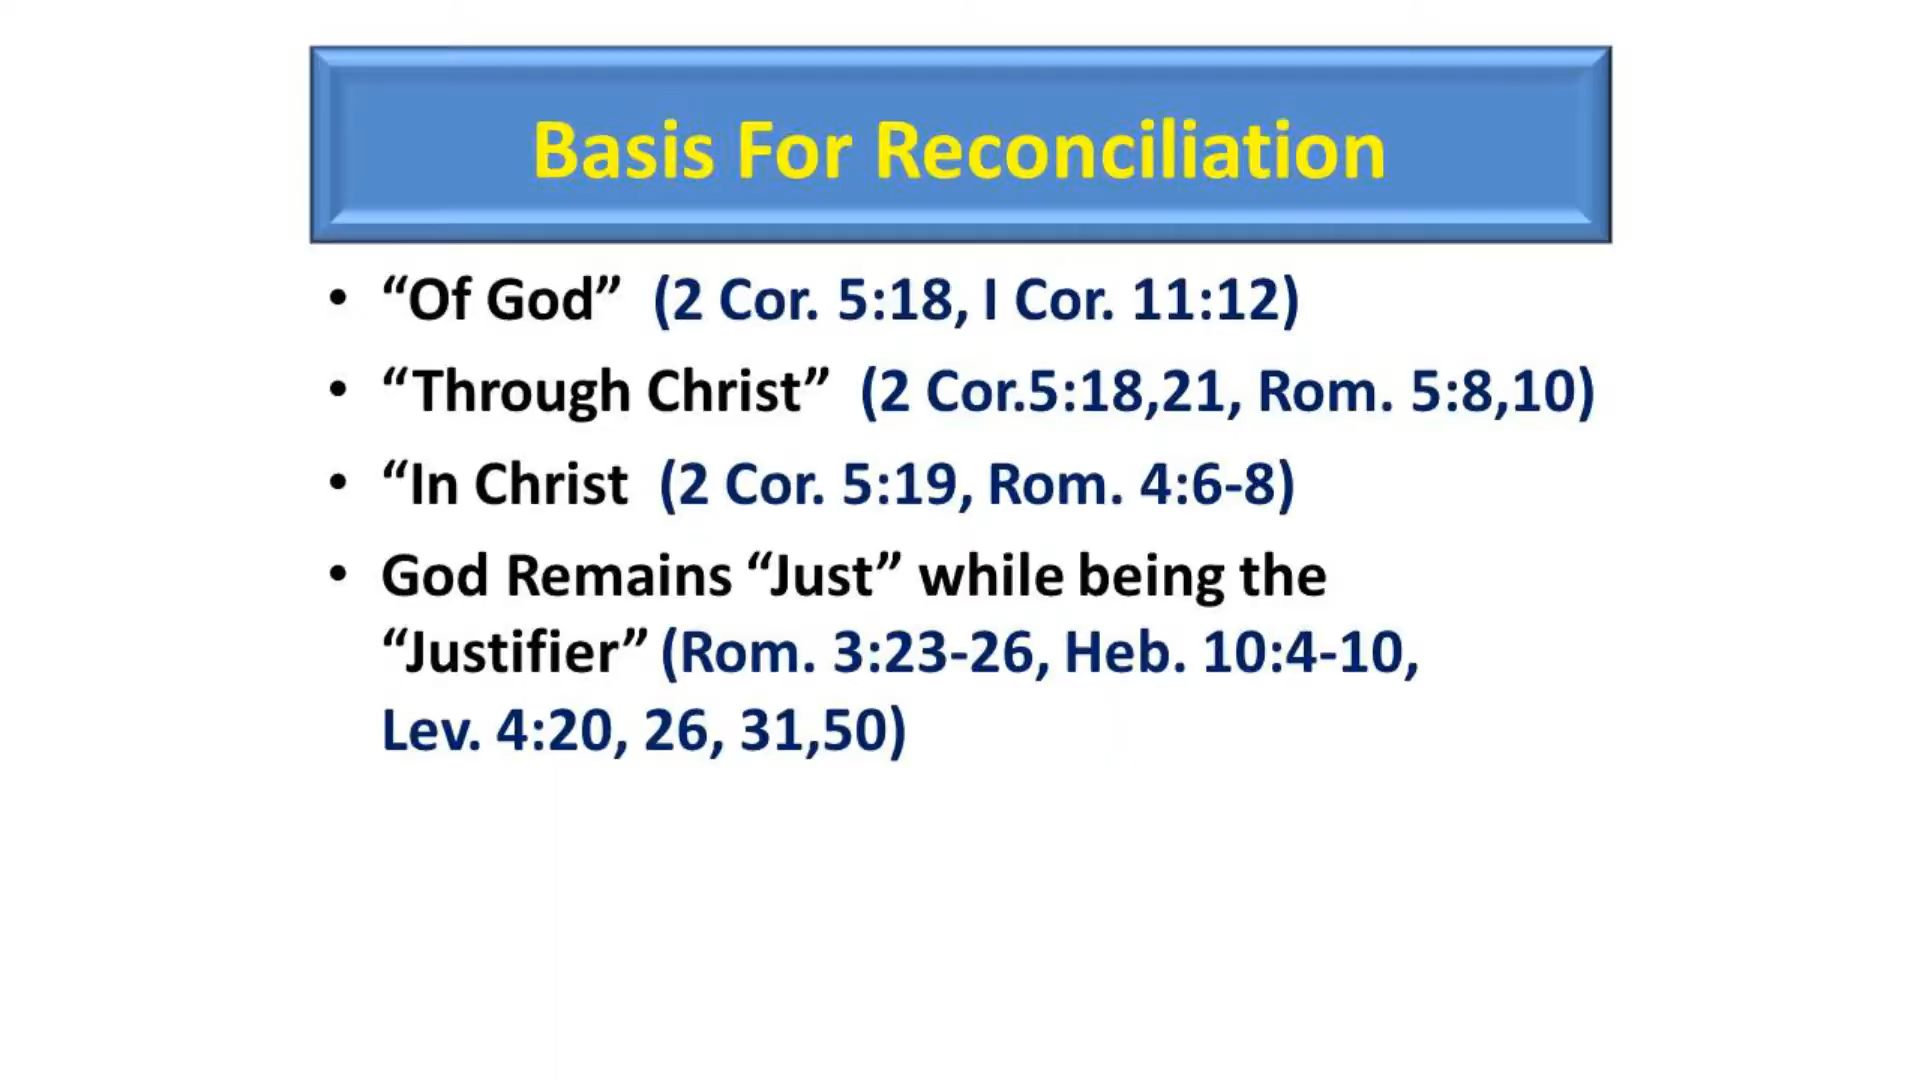 Basis For Reconciliation
• “Of God” (2 Cor. 5:18, I Cor. 11:12)
• “Through Christ” (2 Cor.5:18,21, Rom. 5:8,10)
• “In Christ (2 Cor. 5:19, Rom. 4:6-8)
• God Remains “Just” while being the
“Justifier” (Rom. 3:23-26, Heb. 10:4-10,
Lev. 4:20, 26, 31,50)